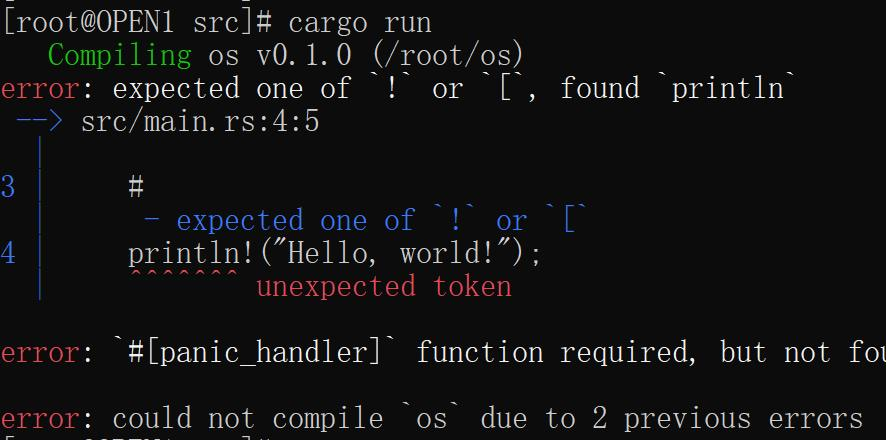 [root@OPEN1 src]# cargo run
   Compiling os v0.1.0 (/root/os)
error: expected one of `!` or `[`, found `println`
 --> src/main.rs:4:5
  |
3 |     #
  |      - expected one of `!` or `[`
4 |     println!("Hello, world!");
  |     ^^^^^^^ unexpected token
error: `#[panic_handler]` function required, but not
error: could not compile `os` due to 2 previous errors